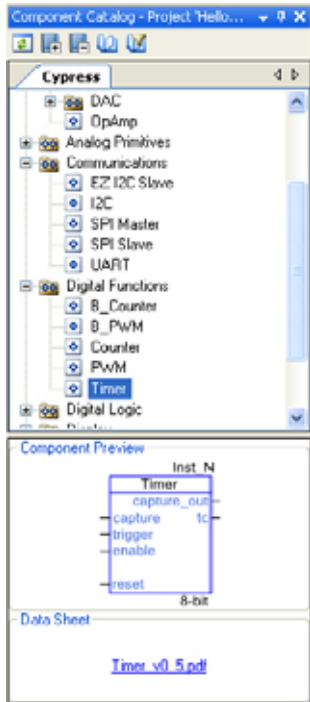 Component Catalog - Project "Hello...
Cypress
DAC
OpAmp
Analog Primitives
Communications
EZ I2C Slave
I2C
SPI Master
SPI Slave
UART
Digital Functions
B_Counter
B_PWM
Counter
PWM
Timer
Digital Logic
Component Preview
Inst_N
Timer
capture_out
capture tc
trigger
enable
reset
8-bit
Data Sheet
Timer_v0_5.pdf